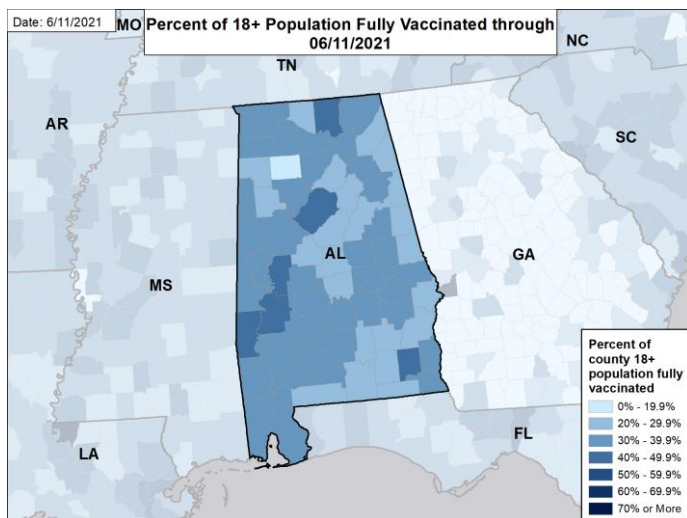 Date: 6/11/2021
Percent of 18+ Population Fully Vaccinated through
06/11/2021
MO
NC
TN
AR
SC
AL
GA
MS
LA
FL
Percent of
county 18+
population fully
vaccinated
0% - 19.9%
20% - 29.9%
30% - 39.9%
40% - 49.9%
50% - 59.9%
60% - 69.9%
70% or More